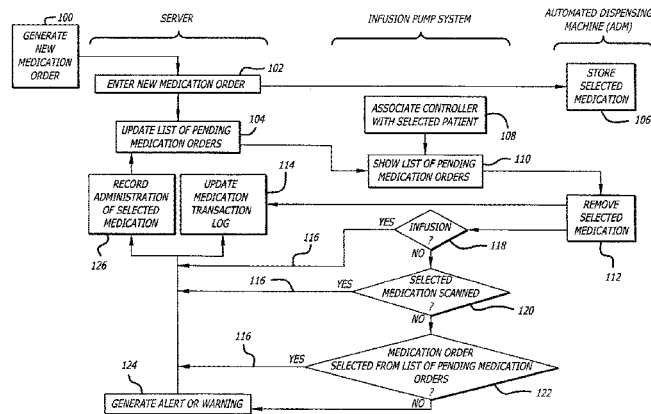 100
GENERATE
NEW
MEDICATION
ORDER
SERVER
INFUSION PUMP SYSTEM
AUTOMATED DISPENSING
MACHINE (ADM)
102
ENTER NEW MEDICATION ORDER
STORE
SELECTED
MEDICATION
106
104
UPDATE LIST OF PENDING
MEDICATION ORDERS
ASSOCIATE CONTROLLER
WITH SELECTED PATIENT
108
110
SHOW LIST OF PENDING
MEDICATION ORDERS
RECORD
ADMINISTRATION
OF SELECTED
MEDICATION
126
114
UPDATE
MEDICATION
TRANSACTION
LOG
REMOVE
SELECTED
MEDICATION
112
116
YES
INFUSION
?
NO
118
116
YES
SELECTED
MEDICATION SCANNED
?
NO
120
116
YES
MEDICATION ORDER
SELECTED FROM LIST OF PENDING MEDICATION
ORDERS
?
NO
122
124
GENERATE ALERT OR WARNING